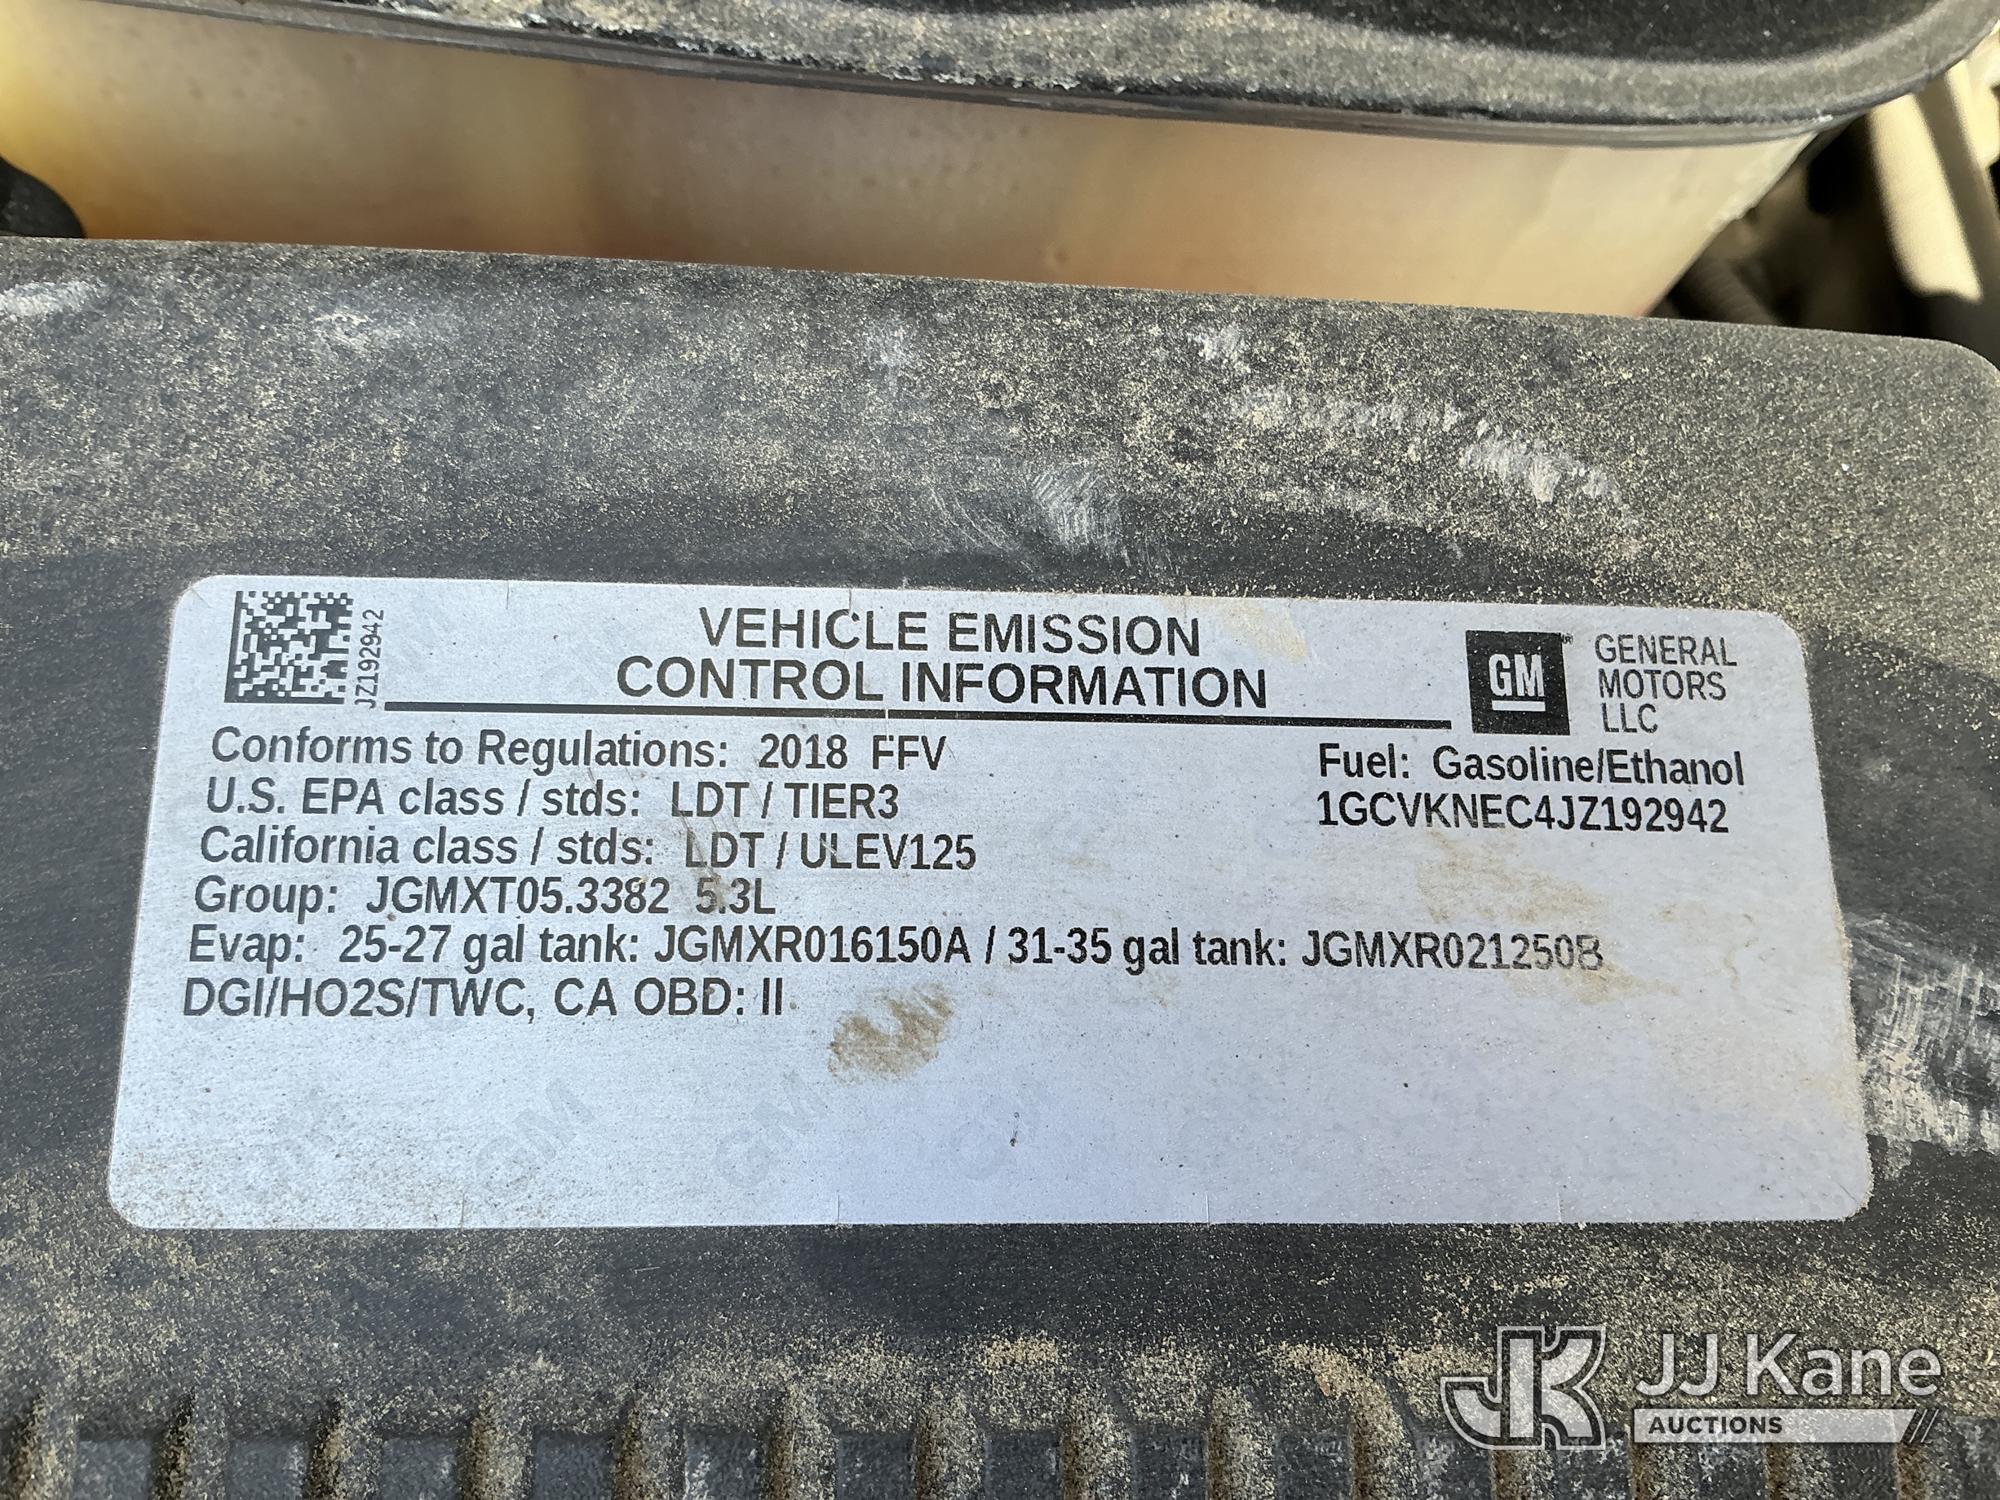 JZ192942
VEHICLE EMISSION
CONTROL INFORMATION
GM
GENERAL
MOTORS
LLC
Conforms to Regulations: 2018 FFV
Fuel: Gasoline/Ethanol
U.S. EPA class / stds: LDT / TIER3
1GCVKNEC4JZ192942
California class / stds: LDT / ULEV125
Group: JGMXT05.3382 5.3L
Evap: 25-27 gal tank: JGMXR016150A / 31-35 gal tank: JGMXR021250B
DGI/HO2S/TWC, CA OBD: II
JK JJ Kane
AUCTIONS